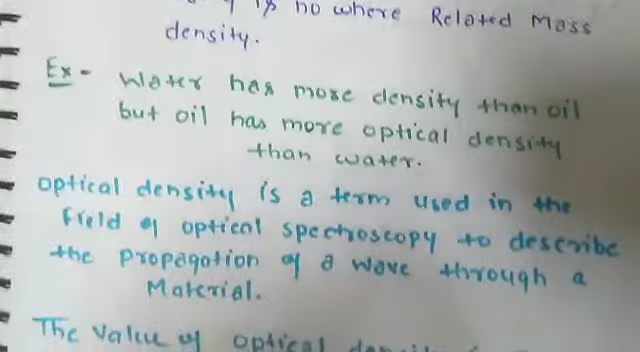 is no where Related Mass
density.
Ex- Water has more density than oil
but oil has more optical density
than water.
optical density is a term used in the
field of optical spectroscopy to describe
the propagation of a wave through a
Material.
The value of optical